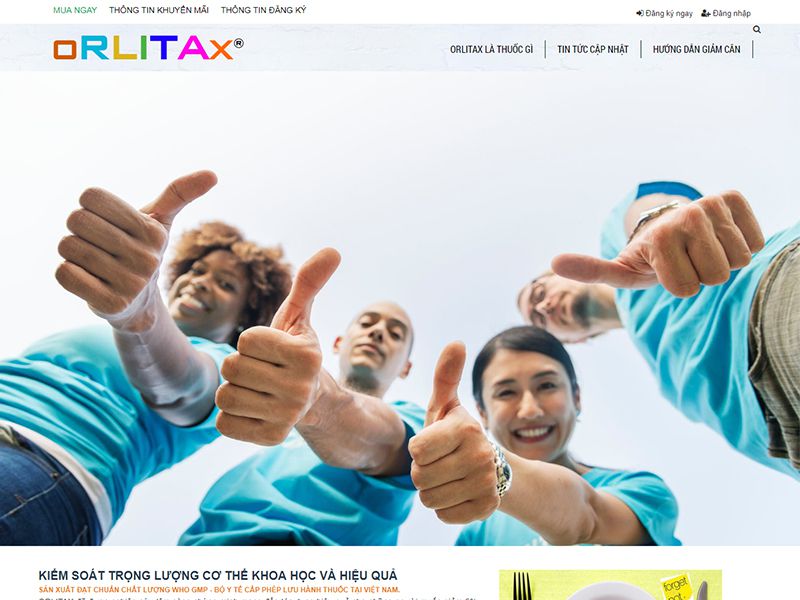 MUA NGAY THÔNG TIN KHUYẾN MÃI THÔNG TIN ĐĂNG KÝ
Đăng ký ngay Đăng nhập
ORLITAX®
ORLITAX LÀ THUỐC GÌ TIN TỨC CẬP NHẬT HƯỚNG DẪN GIẢM CÂN
KIỂM SOÁT TRỌNG LƯỢNG CƠ THỂ KHOA HỌC VÀ HIỆU QUẢ
SẢN XUẤT ĐẠT CHUẨN CHẤT LƯỢNG WHO GMP - BỘ Y TẾ CẤP PHÉP LƯU HÀNH THUỐC TẠI VIỆT NAM.
forget